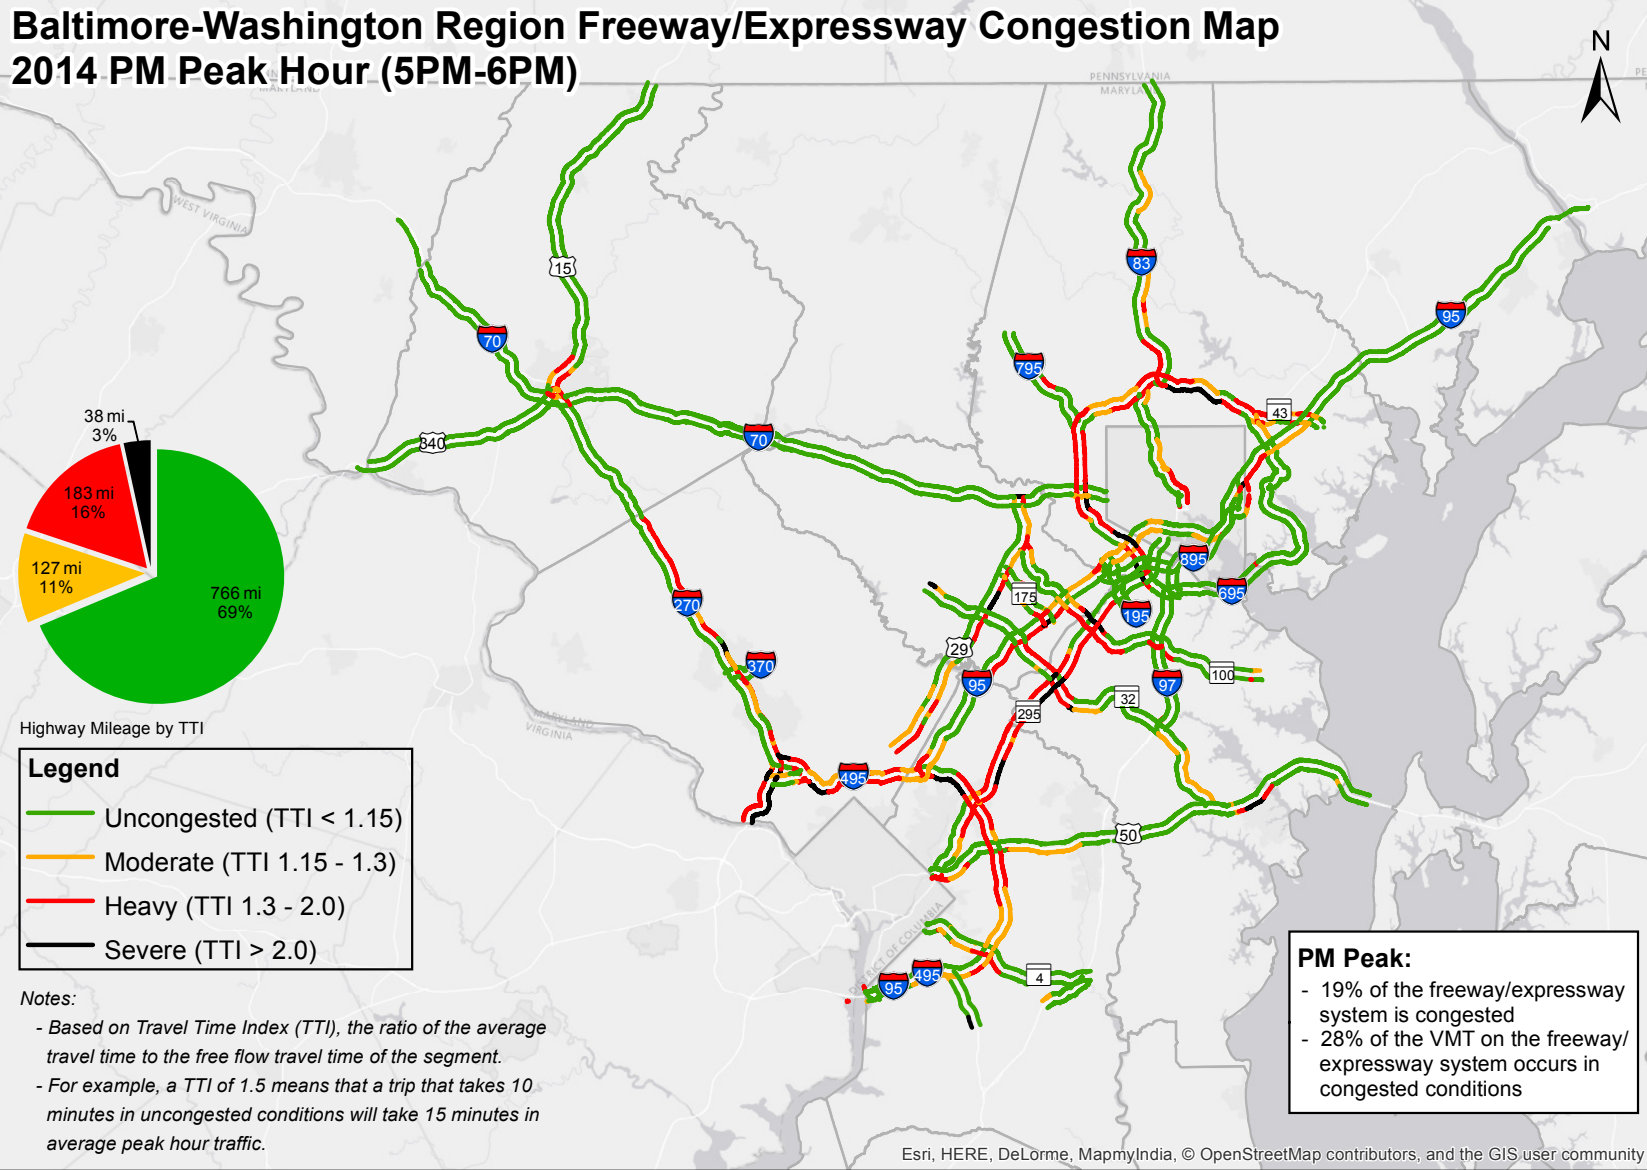 Baltimore-Washington Region Freeway/Expressway Congestion Map
2014 PM Peak Hour (5PM-6PM)
N
PENNSYLVANIA
MARYLAND
MARYLAND
WEST VIRGINIA
15
83
95
70
795
43
340
70
38 mi
3%
183 mi
16%
127 mi
11%
766 mi
69%
895
695
175
195
270
29
370
95
100
97
32
295
MARYLAND
VIRGINIA
495
50
DISTRICT OF COLUMBIA
4
95
495
Highway Mileage by TTI
Legend
Uncongested (TTI < 1.15)
Moderate (TTI 1.15 - 1.3)
Heavy (TTI 1.3 - 2.0)
Severe (TTI > 2.0)
Notes:
- Based on Travel Time Index (TTI), the ratio of the average
travel time to the free flow travel time of the segment.
- For example, a TTI of 1.5 means that a trip that takes 10
minutes in uncongested conditions will take 15 minutes in
average peak hour traffic.
PM Peak:
- 19% of the freeway/expressway
system is congested
- 28% of the VMT on the freeway/
expressway system occurs in
congested conditions
Esri, HERE, DeLorme, MapmyIndia, © OpenStreetMap contributors, and the GIS user community